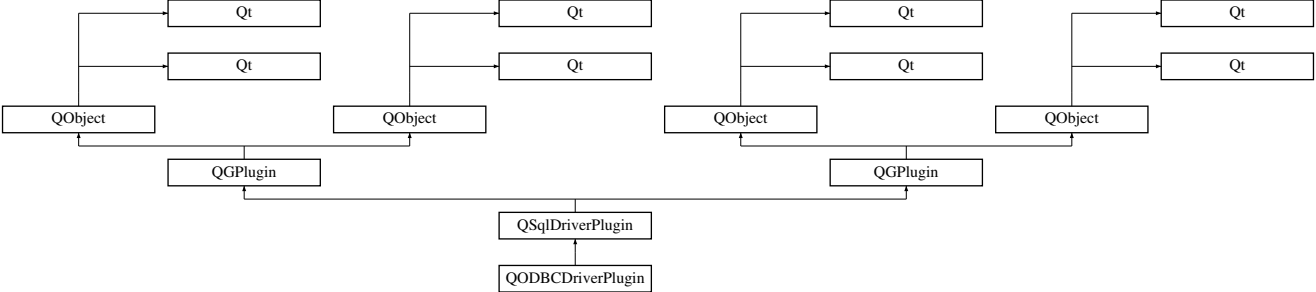 Qt Qt Qt Qt
Qt Qt Qt Qt
QObject QObject QObject QObject
QGPlugin QGPlugin
QSqlDriverPlugin
QODBCDriverPlugin